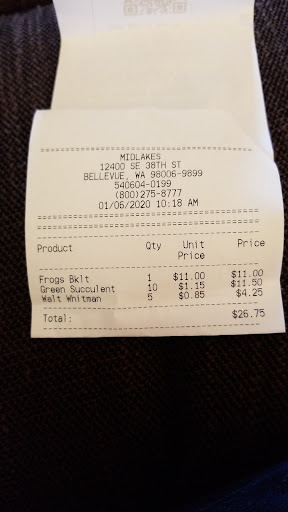 MIDLAKES
12400 SE 38TH ST
BELLEVUE, WA 98006-9899
540604-0199
(800)275-8777
01/06/2020 10:18 AM
Product Qty Unit Price
Price
Frogs Bklt 1 $11.00 $11.00
Green Succulent 10 $1.15 $11.50
Walt Whitman 5 $0.85 $4.25
Total: $26.75